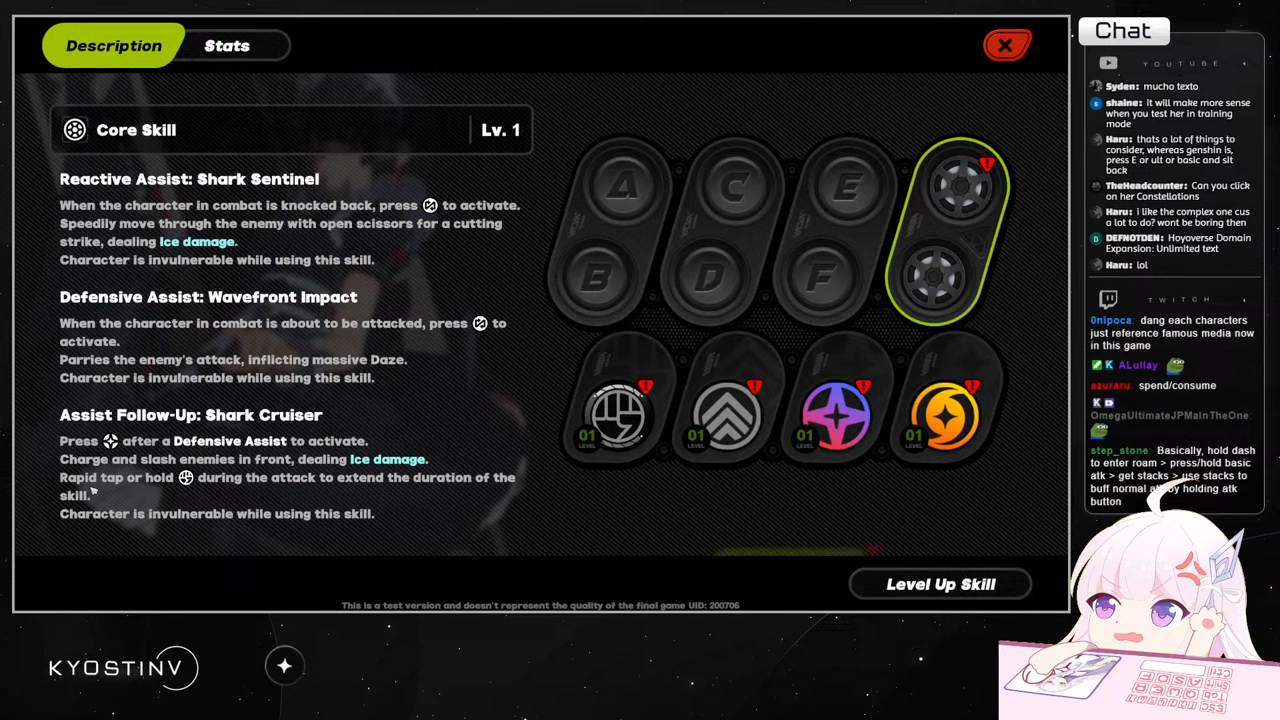 Description
Stats
Core Skill
Lv. 1
Reactive Assist: Shark Sentinel
When the character in combat is knocked back, press to activate.
Speedily move through the enemy with open scissors for a cutting
strike, dealing Ice damage.
Character is invulnerable while using this skill.
Defensive Assist: Wavefront Impact
When the character in combat is about to be attacked, press to
activate.
Parries the enemy's attack, inflicting massive Daze.
Character is invulnerable while using this skill.
Assist Follow-Up: Shark Cruiser
Press after a Defensive Assist to activate.
Charge and slash enemies in front, dealing Ice damage.
Rapid tap or hold during the attack to extend the duration of the
skill.
Character is invulnerable while using this skill.
A
C
E
B
D
F
01
LEVEL
01
LEVEL
01
LEVEL
01
LEVEL
Level Up Skill
This is a test version and doesn't represent the quality of the final game UID: 200706
KYOSTINV
Chat
YOUTUBE
Syden: mucho texto
shaine: It will make more sense
when you test her in training
mode
Haru: thats a lot of things to
consider, whereas genshin is,
press E or ult or basic and sit
back
TheHeadcounter: Can you click
on her Constellations
Haru: i like the complex one cus
a lot to do? wont be boring then
DEFNOTDEN: Hoyoverse Domain
Expansion: Unlimited text
Haru: lol
TWITCH
0nipoca: dang each characters
just reference famous media now
in this game
ALullay
azuraru: spend/consume
OmegaUltimateJPMainTheOne:
step_stone: Basically, hold dash
to enter roam > press/hold basic
atk > get stacks > use stacks to
buff normal atk by holding atk
button
Ctrl
Shift
Tab
ESC